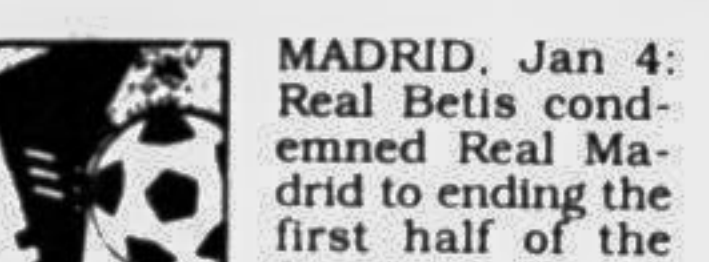 MADRID, Jan 4:
Real Betis cond-
emned Real Ma-
drid to ending the
first half of the